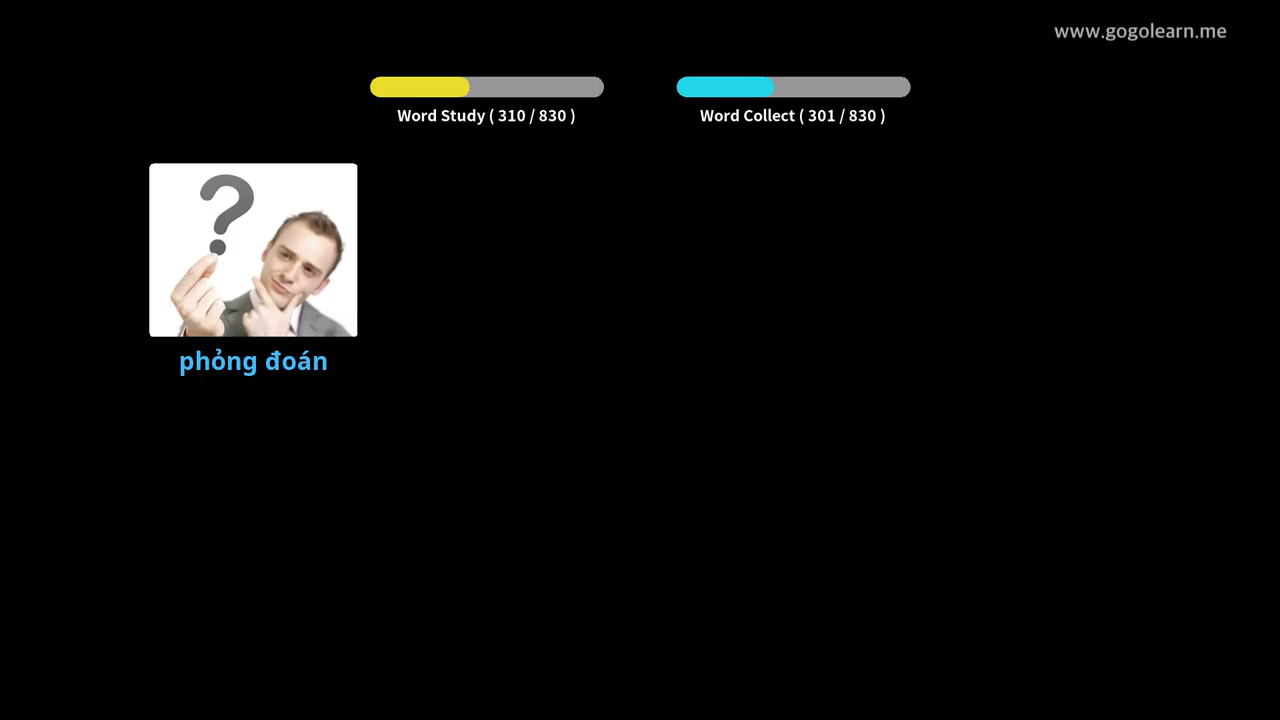 www.gogolearn.me
Word Study ( 310 / 830 )
Word Collect ( 301 / 830 )
?
phỏng đoán